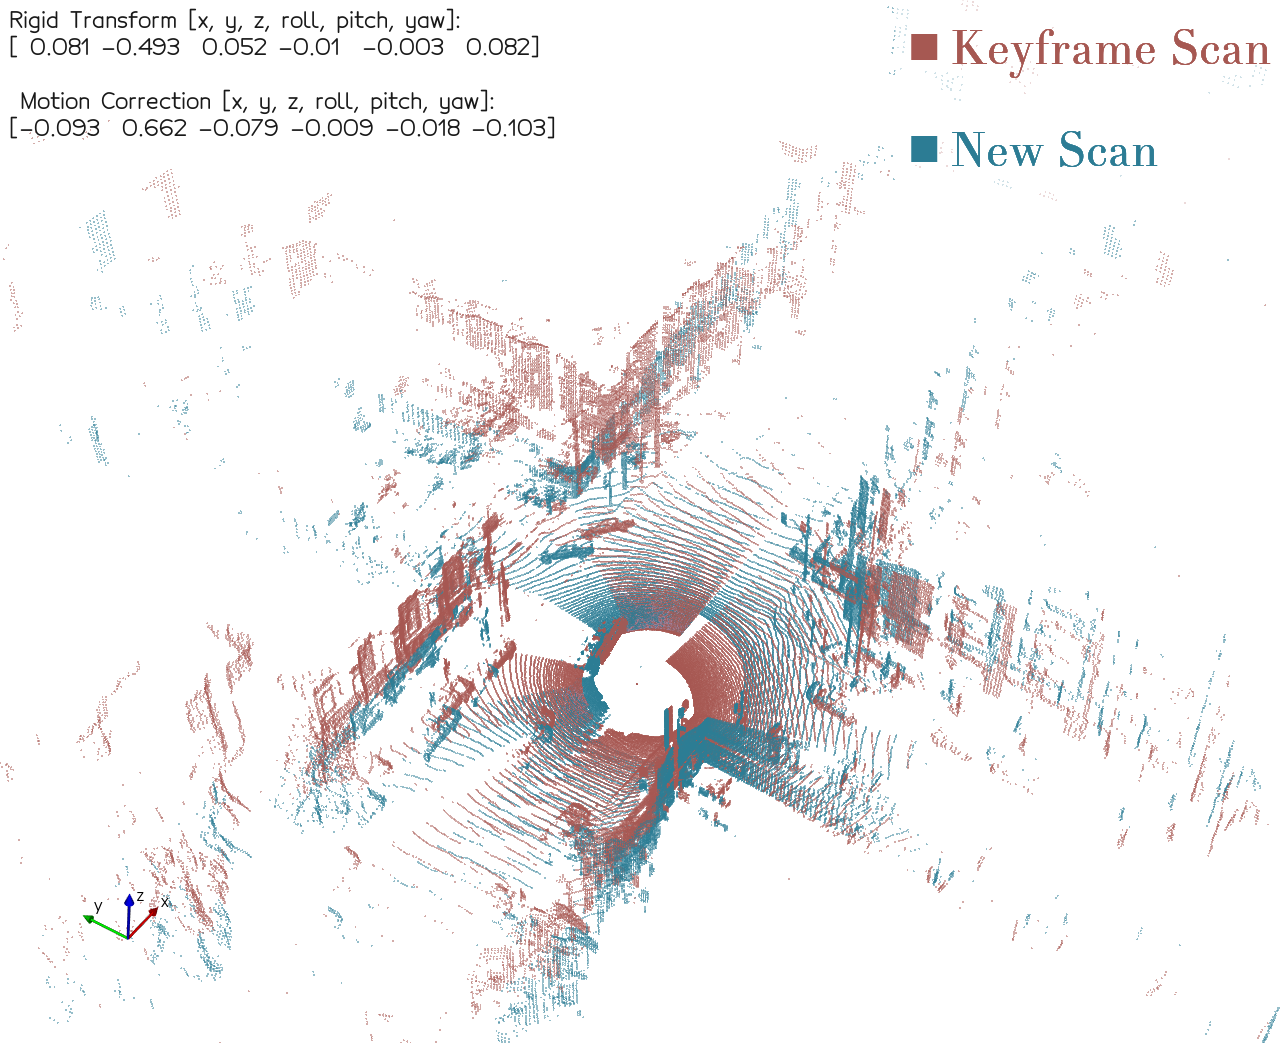 Rigid Transform [x, y, z, roll, pitch, yaw]:
[ 0.081 -0.493 0.052 -0.01 -0.003 0.082]
Motion Correction [x, y, z, roll, pitch, yaw]:
[-0.093 0.662 -0.079 -0.009 -0.018 -0.103]
Keyframe Scan
New Scan
y
z
x